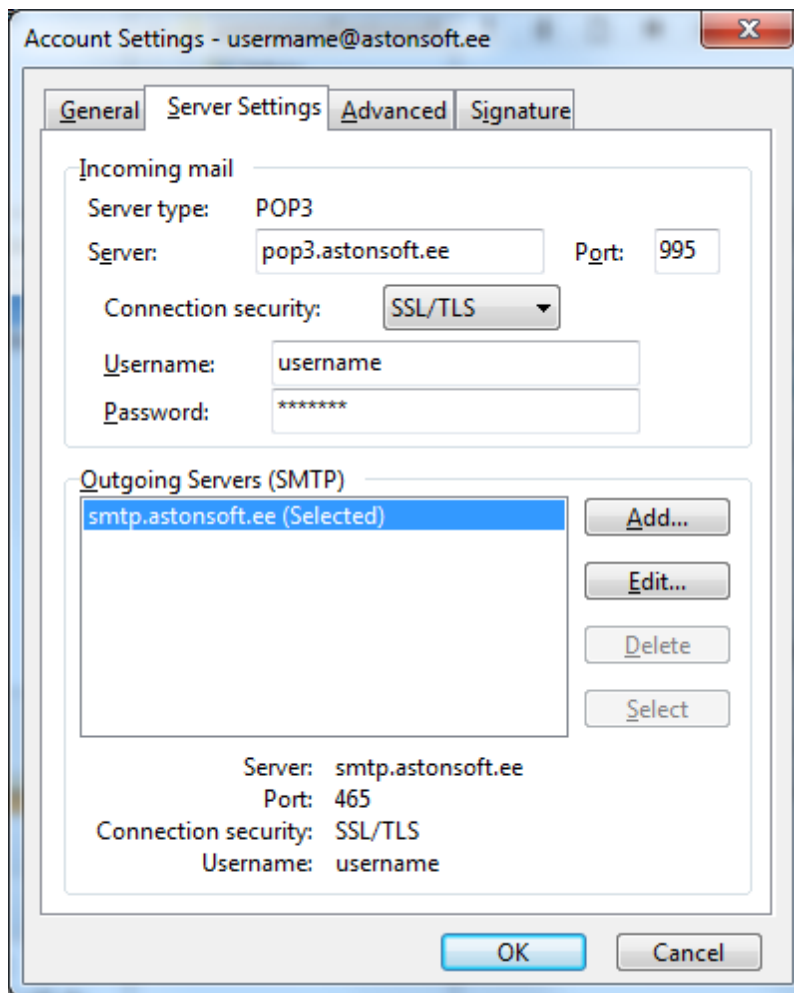 Account Settings - usermame@astonsoft.ee
General Server Settings Advanced Signature
Incoming mail
Server type: POP3
Server: pop3.astonsoft.ee Port: 995
Connection security: SSL/TLS
Username: username
Password: *******
Outgoing Servers (SMTP)
smtp.astonsoft.ee (Selected)
Add...
Edit...
Delete
Select
Server: smtp.astonsoft.ee
Port: 465
Connection security: SSL/TLS
Username: username
OK Cancel